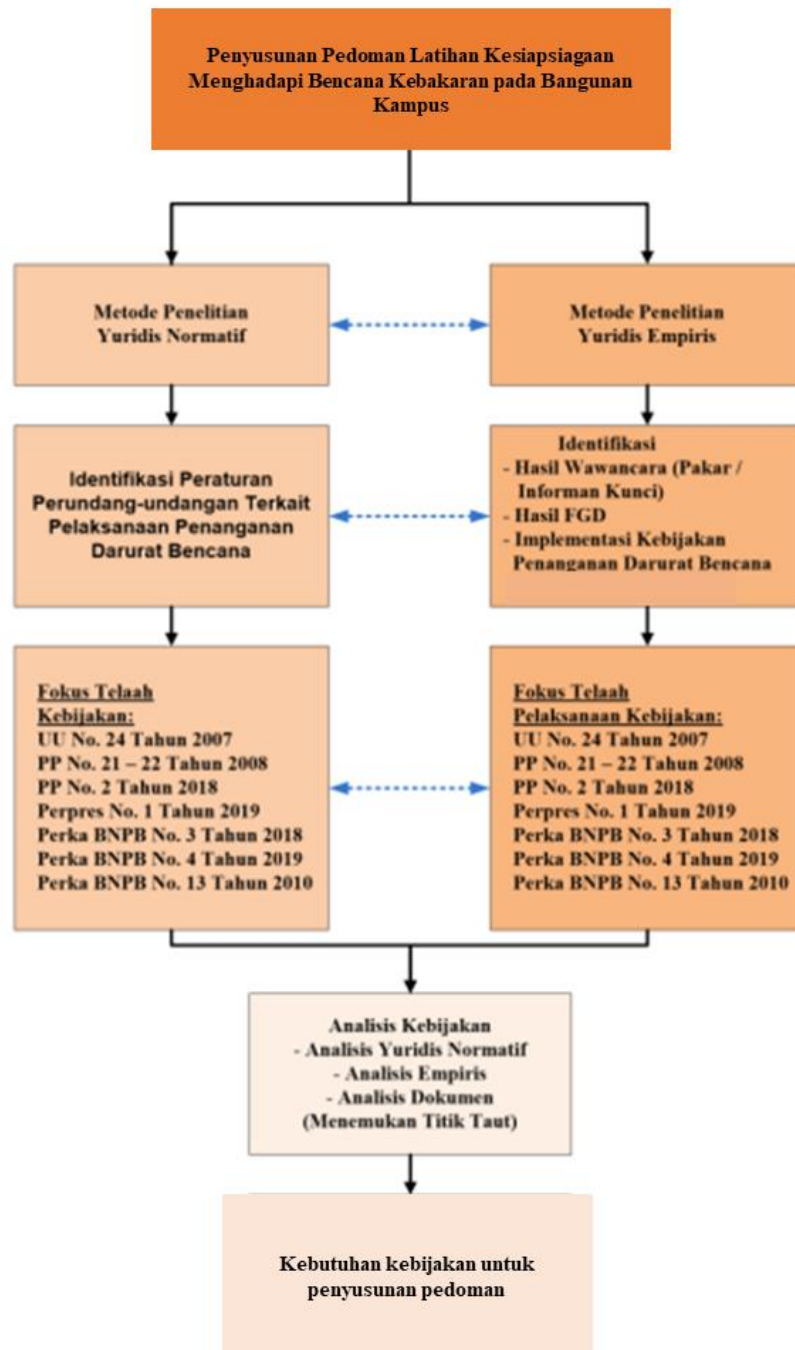 Penyusunan Pedoman Latihan Kesiapsiagaan
Menghadapi Bencana Kebakaran pada Bangunan
Kampus
Metode Penelitian
Yuridis Normatif
Metode Penelitian
Yuridis Empiris
Identifikasi Peraturan
Perundang-undangan Terkait
Pelaksanaan Penanganan
Darurat Bencana
Identifikasi
- Hasil Wawancara (Pakar /
Informan Kunci)
- Hasil FGD
- Implementasi Kebijakan
Penanganan Darurat Bencana
Fokus Telaah
Kebijakan:
UU No. 24 Tahun 2007
PP No. 21 – 22 Tahun 2008
PP No. 2 Tahun 2018
Perpres No. 1 Tahun 2019
Perka BNPB No. 3 Tahun 2018
Perka BNPB No. 4 Tahun 2019
Perka BNPB No. 13 Tahun 2010
Fokus Telaah
Pelaksanaan Kebijakan:
UU No. 24 Tahun 2007
PP No. 21 – 22 Tahun 2008
PP No. 2 Tahun 2018
Perpres No. 1 Tahun 2019
Perka BNPB No. 3 Tahun 2018
Perka BNPB No. 4 Tahun 2019
Perka BNPB No. 13 Tahun 2010
Analisis Kebijakan
- Analisis Yuridis Normatif
- Analisis Empiris
- Analisis Dokumen
(Menemukan Titik Taut)
Kebutuhan kebijakan untuk
penyusunan pedoman